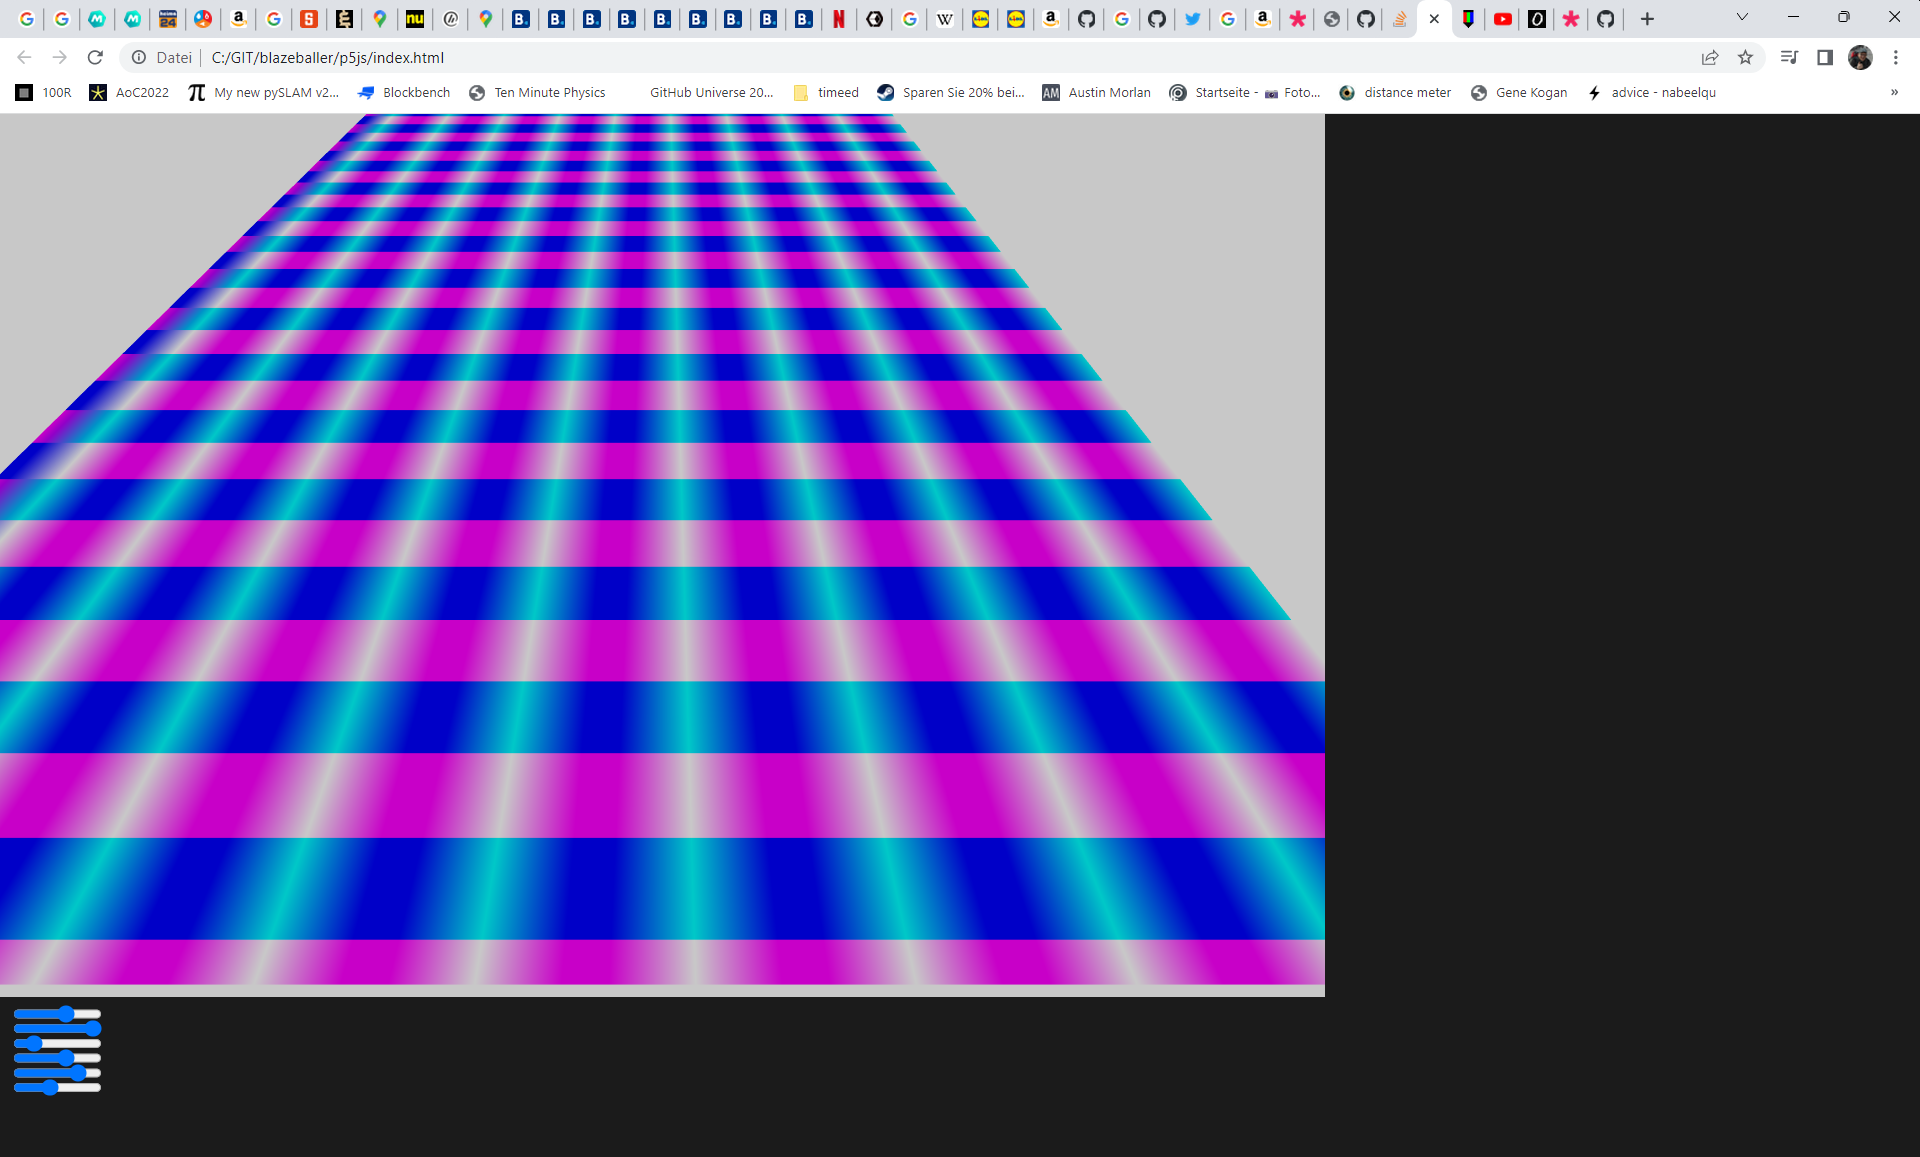 Datei C:/GIT/blazeballer/p5js/index.html
100R AoC2022 My new pySLAM v2... Blockbench Ten Minute Physics GitHub Universe 20... timeed Sparen Sie 20% bei... AM Austin Morlan Startseite - 📷 Foto... distance meter Gene Kogan advice - nabeelqu »